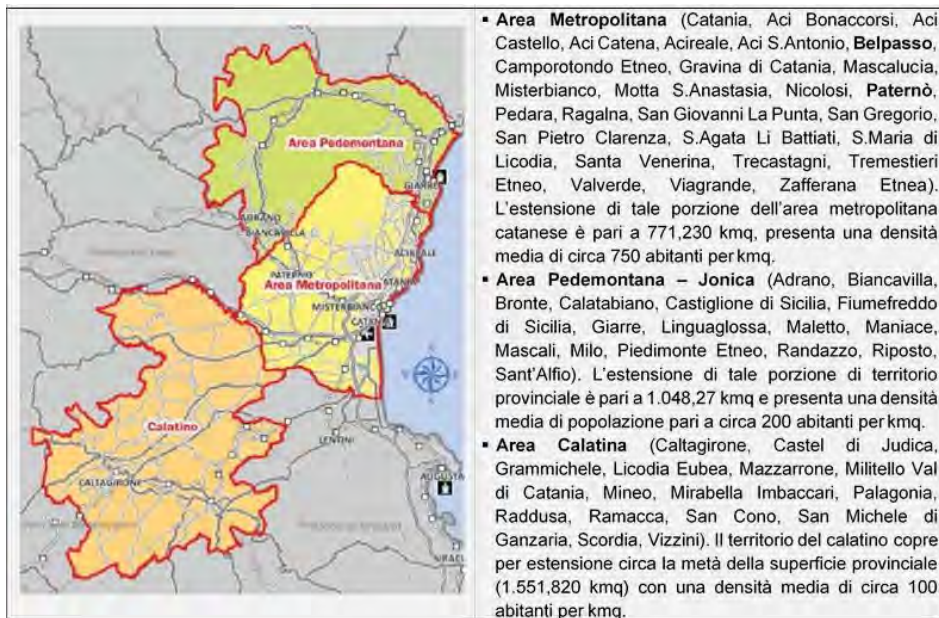 Area Pedemontana
GIARRE
ADRANO
BIANCAVILLA
ACIREALE
PATERNÒ
Area Metropolitana
MISTERBIANCO
CATANIA
Calatino
LENTINI
CALTAGIRONE
AUGUSTA
▪ Area Metropolitana (Catania, Aci Bonaccorsi, Aci
Castello, Aci Catena, Acireale, Aci S.Antonio, Belpasso,
Camporotondo Etneo, Gravina di Catania, Mascalucia,
Misterbianco, Motta S.Anastasia, Nicolosi, Paternò,
Pedara, Ragalna, San Giovanni La Punta, San Gregorio,
San Pietro Clarenza, S.Agata Li Battiati, S.Maria di
Licodia, Santa Venerina, Trecastagni, Tremestieri
Etneo, Valverde, Viagrande, Zafferana Etnea).
L'estensione di tale porzione dell'area metropolitana
catanese è pari a 771,230 kmq, presenta una densità
media di circa 750 abitanti per kmq.
▪ Area Pedemontana – Jonica (Adrano, Biancavilla,
Bronte, Calatabiano, Castiglione di Sicilia, Fiumefreddo
di Sicilia, Giarre, Linguaglossa, Maletto, Maniace,
Mascali, Milo, Piedimonte Etneo, Randazzo, Riposto,
Sant'Alfio). L'estensione di tale porzione di territorio
provinciale è pari a 1.048,27 kmq e presenta una densità
media di popolazione pari a circa 200 abitanti per kmq.
▪ Area Calatina (Caltagirone, Castel di Judica,
Grammichele, Licodia Eubea, Mazzarrone, Militello Val
di Catania, Mineo, Mirabella Imbaccari, Palagonia,
Raddusa, Ramacca, San Cono, San Michele di
Ganzaria, Scordia, Vizzini). Il territorio del calatino copre
per estensione circa la metà della superficie provinciale
(1.551,820 kmq) con una densità media di circa 100
abitanti per kmq.